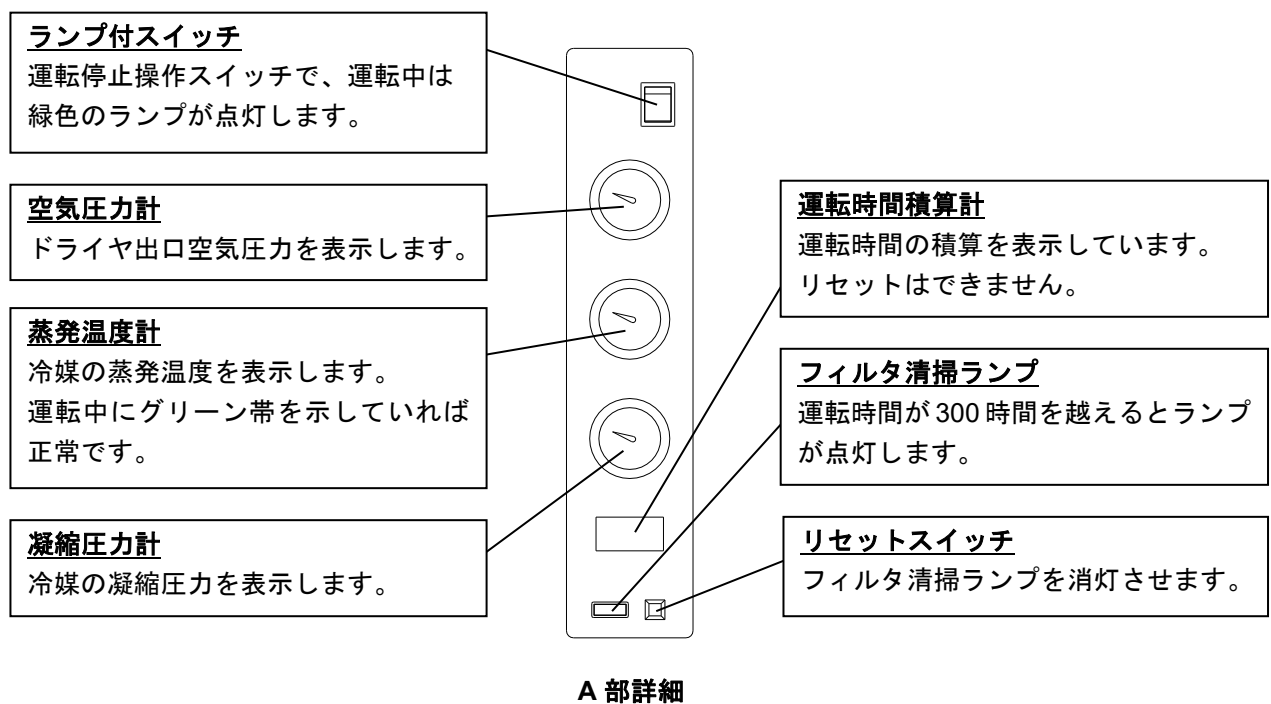 ランプ付スイッチ
運転停止操作スイッチで、運転中は
緑色のランプが点灯します。
空気圧力計
ドライヤ出口空気圧力を表示します。
蒸発温度計
冷媒の蒸発温度を表示します。
運転中にグリーン帯を示していれば
正常です。
凝縮圧力計
冷媒の凝縮圧力を表示します。
運転時間積算計
運転時間の積算を表示しています。
リセットはできません。
フィルタ清掃ランプ
運転時間が300時間を越えるとランプ
が点灯します。
リセットスイッチ
フィルタ清掃ランプを消灯させます。
A 部詳細